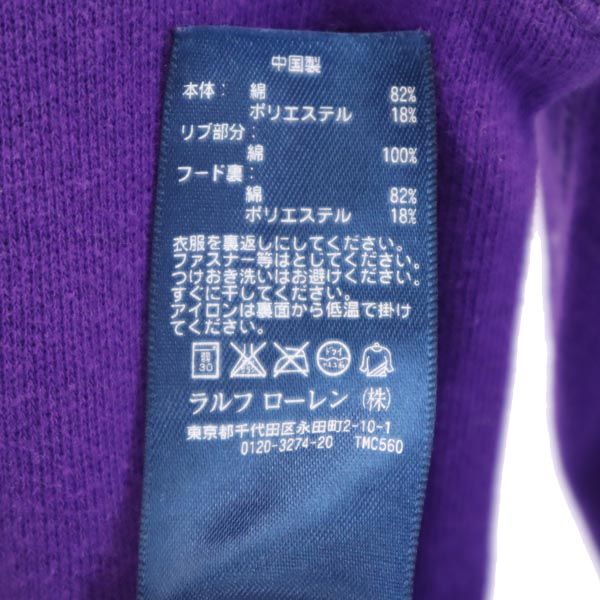 中国製
本体: 綿 82%
ポリエステル 18%
リブ部分:
綿 100%
フード裏:
綿 82%
ポリエステル 18%
衣服を裏返しにしてください。
ファスナー等はとじてください。
つけおき洗いはお避けください。
すぐに干してください。
アイロンは裏面から低温で掛け
てください。
30 ドライ
ラルフ ローレン (株)
東京都千代田区永田町2-10-1
0120-3274-20 TMC560